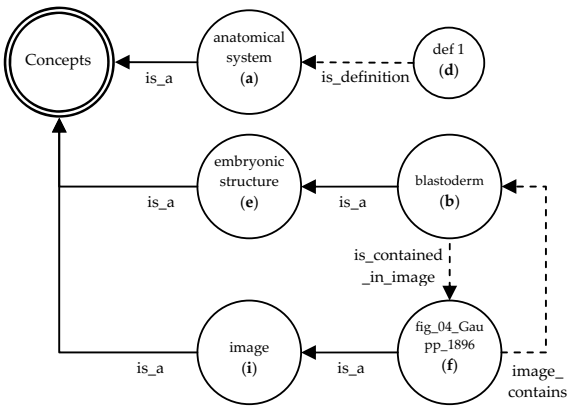 Concepts
is_a
anatomical
system
(a)
is_definition
def 1
(d)
is_a
embryonic
structure
(e)
is_a
blastoderm
(b)
is_contained
_in_image
is_a
image
(i)
is_a
fig_04_Gau
pp_1896
(f)
image_
contains